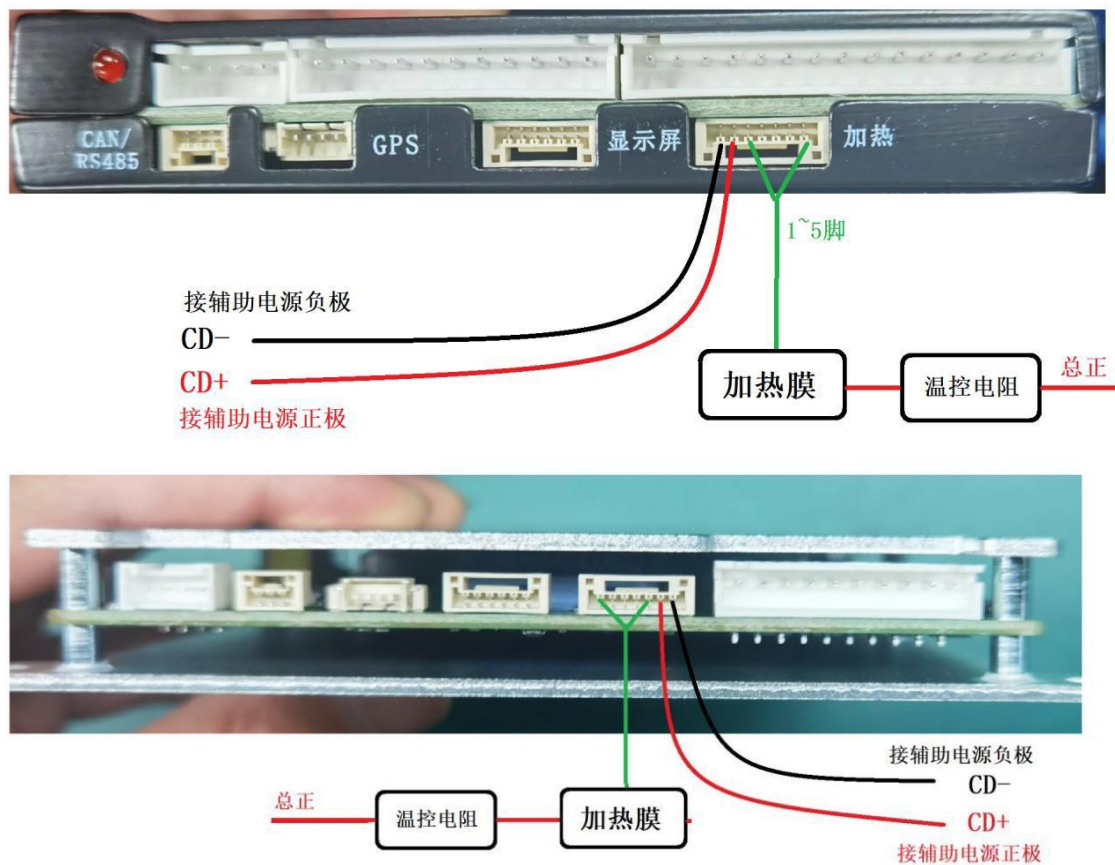 CAN/
RS485
GPS
显示屏
加热
1~5脚
接辅助电源负极
CD-
CD+
接辅助电源正极
加热膜
温控电阻
总正
接辅助电源负极
CD-
总正
温控电阻
加热膜
CD+
接辅助电源正极